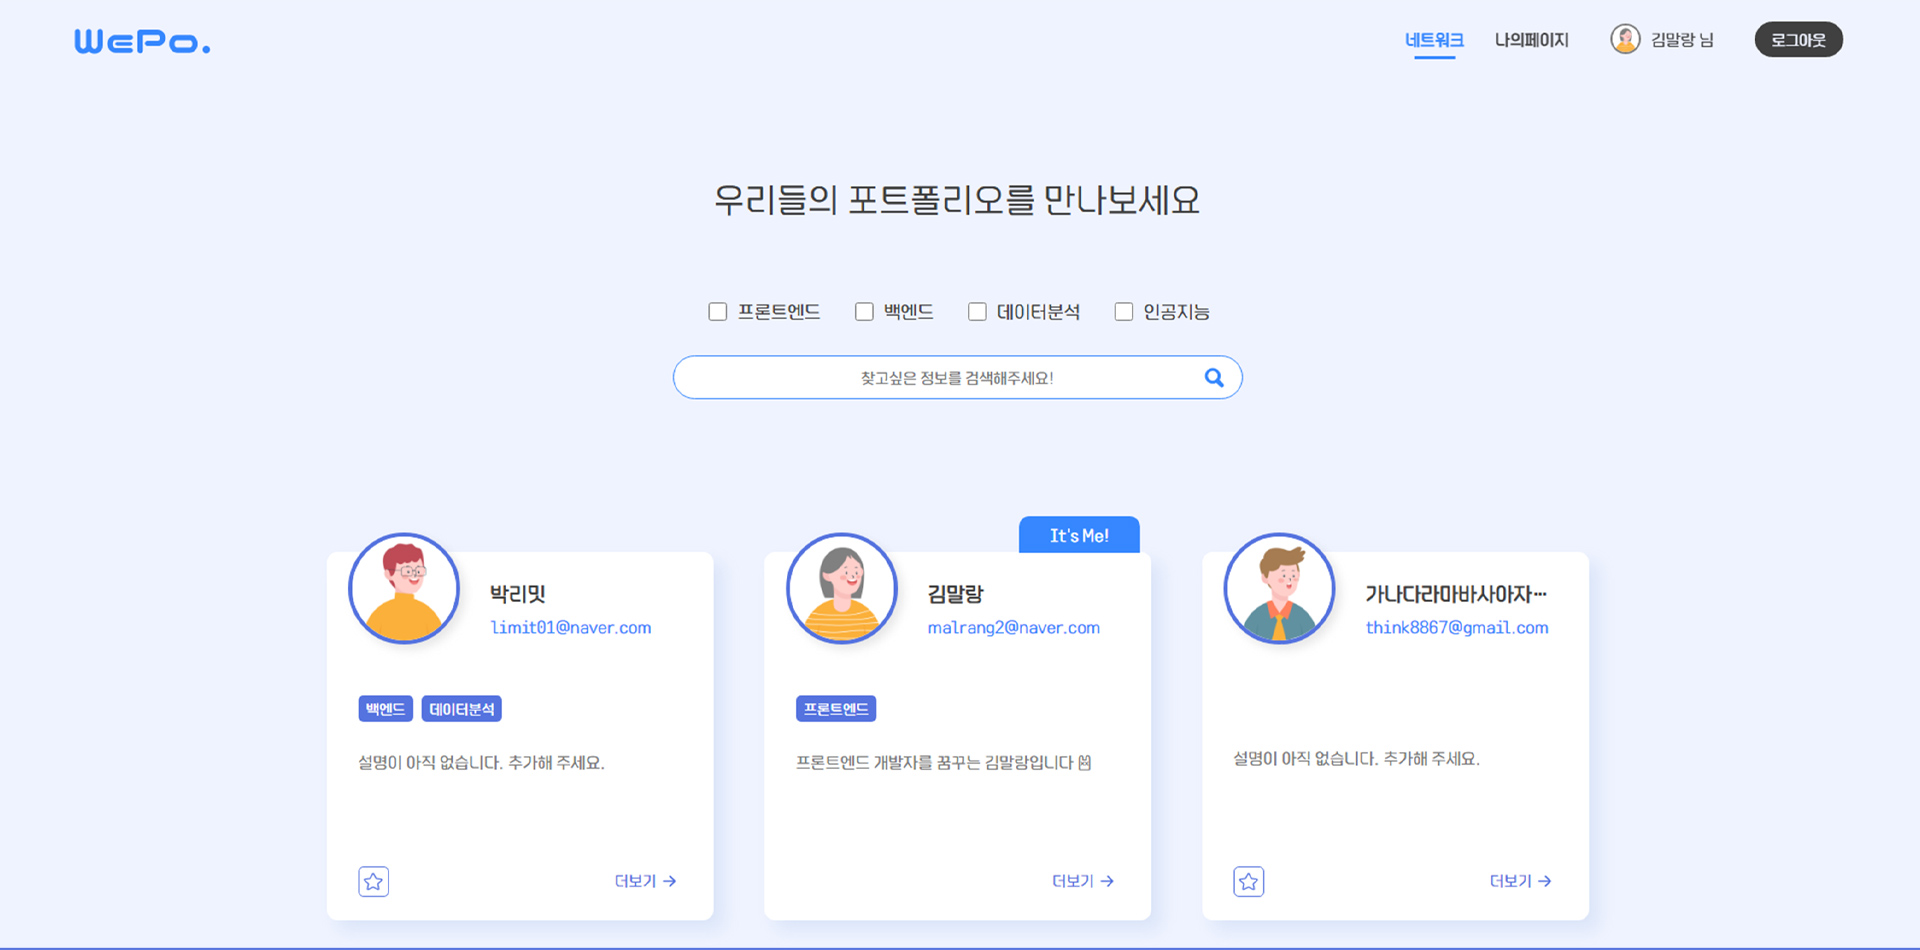 WePo.
네트워크 나의페이지 김말랑 님 로그아웃
우리들의 포트폴리오를 만나보세요
프론트엔드 백엔드 데이터분석 인공지능
찾고싶은 정보를 검색해주세요!
박리밋
limit01@naver.com
백엔드 데이터분석
설명이 아직 없습니다. 추가해 주세요.
더보기 →
It's Me!
김말랑
malrang2@naver.com
프론트엔드
프론트엔드 개발자를 꿈꾸는 김말랑입니다
더보기 →
가나다라마바사아자…
think8867@gmail.com
설명이 아직 없습니다. 추가해 주세요.
더보기 →